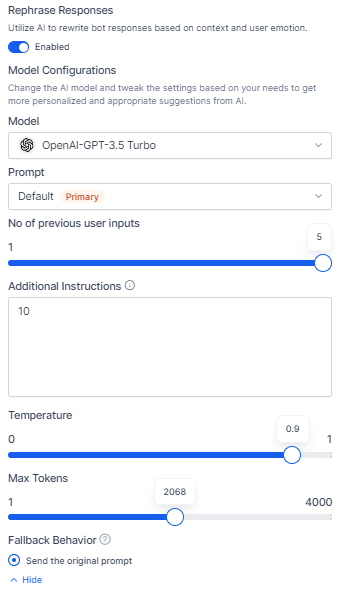 Rephrase Responses
Utilize AI to rewrite bot responses based on context and user emotion.
Enabled
Model Configurations
Change the AI model and tweak the settings based on your needs to get
more personalized and appropriate suggestions from AI.
Model
OpenAI-GPT-3.5 Turbo
Prompt
Default Primary
No of previous user inputs
5
1
Additional Instructions
10
Temperature
0.9
0 1
Max Tokens
2068
1 4000
Fallback Behavior
Send the original prompt
Hide